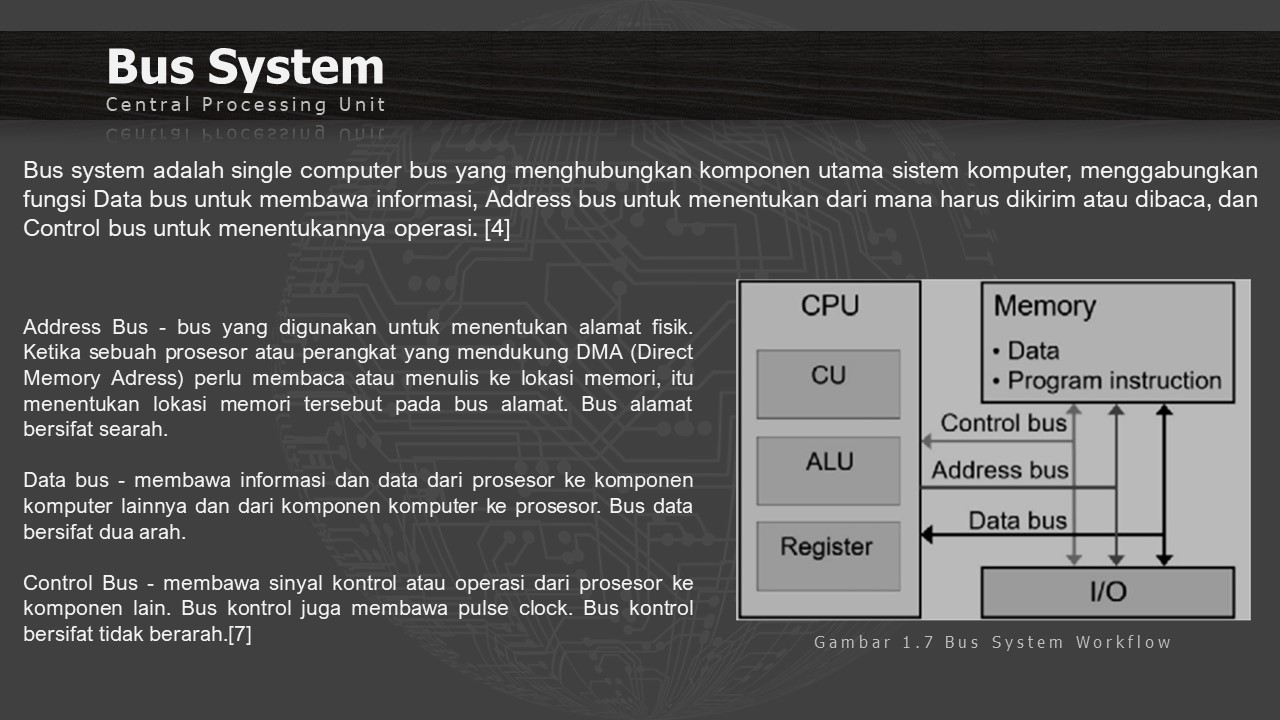 Bus System
Central Processing Unit
Bus system adalah single computer bus yang menghubungkan komponen utama sistem komputer, menggabungkan
fungsi Data bus untuk membawa informasi, Address bus untuk menentukan dari mana harus dikirim atau dibaca, dan
Control bus untuk menentukannya operasi. [4]
Address Bus - bus yang digunakan untuk menentukan alamat fisik.
Ketika sebuah prosesor atau perangkat yang mendukung DMA (Direct
Memory Adress) perlu membaca atau menulis ke lokasi memori, itu
menentukan lokasi memori tersebut pada bus alamat. Bus alamat
bersifat searah.
Data bus - membawa informasi dan data dari prosesor ke komponen
komputer lainnya dan dari komponen komputer ke prosesor. Bus data
bersifat dua arah.
Control Bus - membawa sinyal kontrol atau operasi dari prosesor ke
komponen lain. Bus kontrol juga membawa pulse clock. Bus kontrol
bersifat tidak berarah.[7]
CPU
CU
ALU
Register
Memory
• Data
• Program instruction
Control bus
Address bus
Data bus
I/O
Gambar 1.7 Bus System Workflow